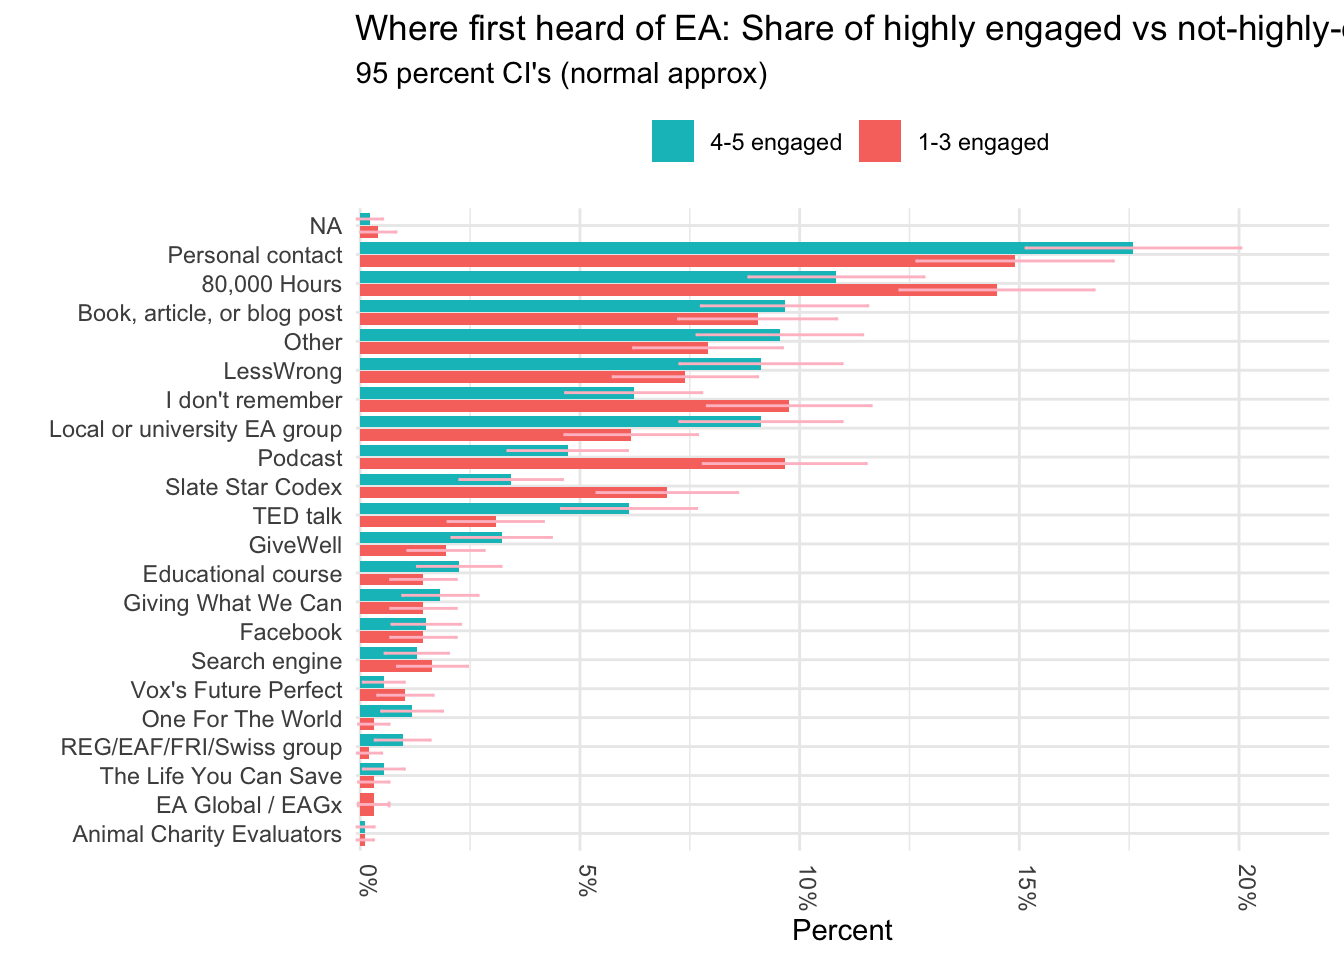 Where first heard of EA: Share of highly engaged vs not-highly-
95 percent CI's (normal approx)
4-5 engaged
1-3 engaged
NA
Personal contact
80,000 Hours
Book, article, or blog post
Other
LessWrong
I don't remember
Local or university EA group
Podcast
Slate Star Codex
TED talk
GiveWell
Educational course
Giving What We Can
Facebook
Search engine
Vox's Future Perfect
One For The World
REG/EAF/FRI/Swiss group
The Life You Can Save
EA Global / EAGx
Animal Charity Evaluators
0%
5%
10%
15%
20%
Percent